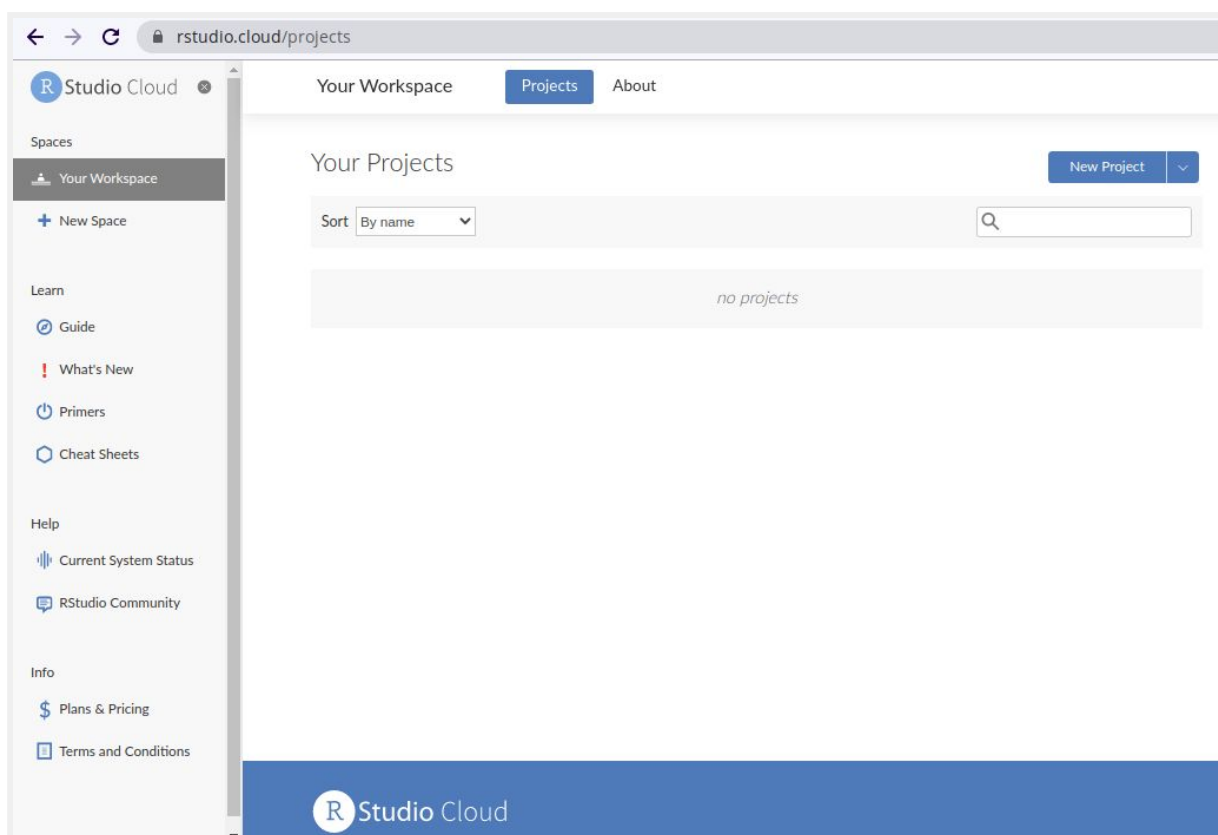 rstudio.cloud/projects
R Studio Cloud
Spaces
Your Workspace
New Space
Learn
Guide
What's New
Primers
Cheat Sheets
Help
Current System Status
RStudio Community
Info
Plans & Pricing
Terms and Conditions
Your Workspace Projects About
Your Projects New Project
Sort By name
no projects
R Studio Cloud